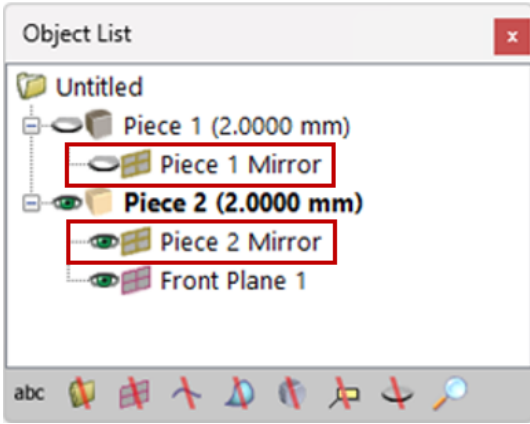 Object List
x
Untitled
Piece 1 (2.0000 mm)
Piece 1 Mirror
Piece 2 (2.0000 mm)
Piece 2 Mirror
Front Plane 1
abc